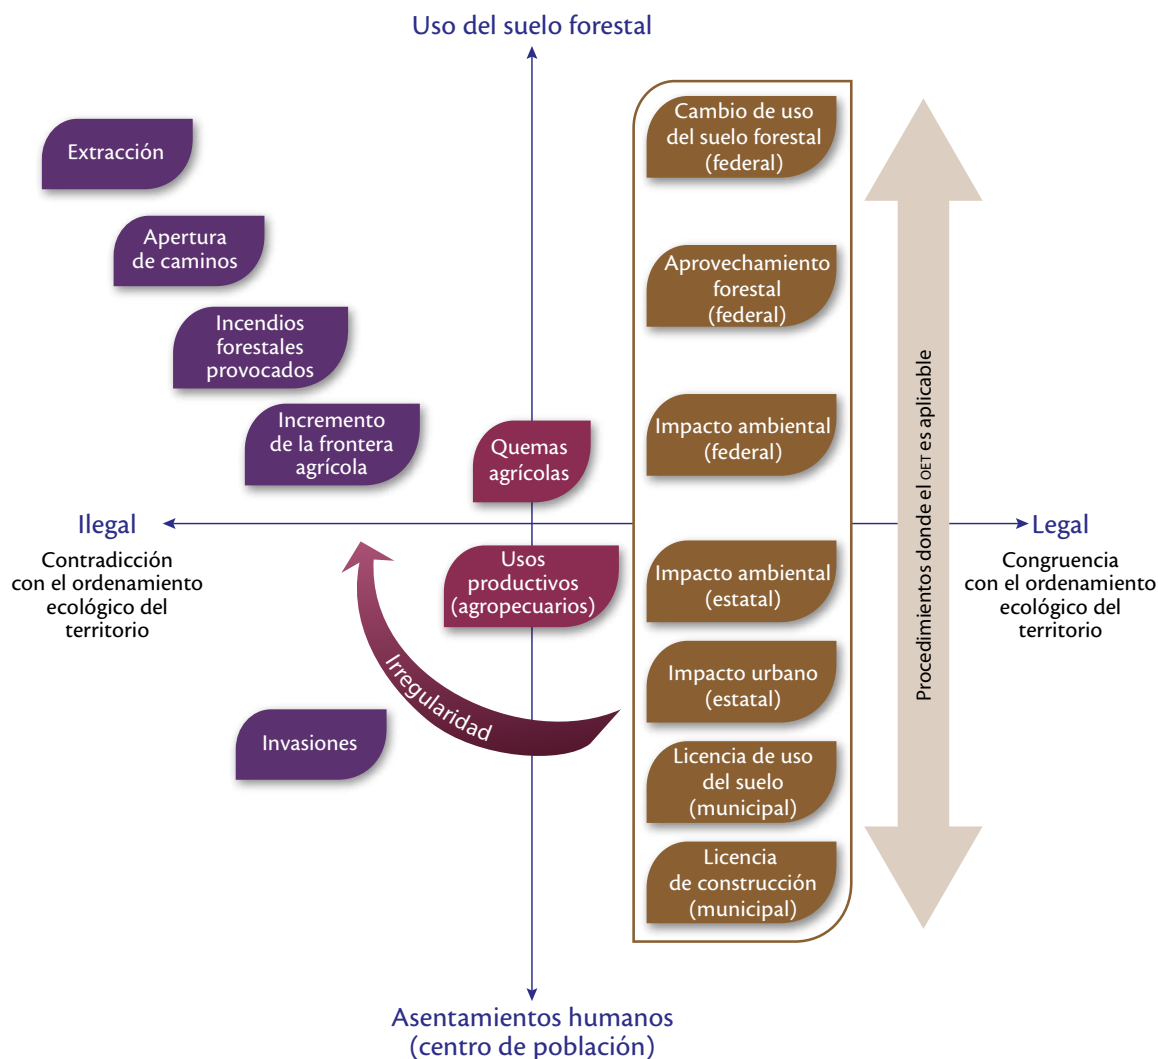 Uso del suelo forestal
Extracción
Apertura
de caminos
Incendios
forestales
provocados
Incremento
de la frontera
agrícola
Quemas
agrícolas
Cambio de uso
del suelo forestal
(federal)
Aprovechamiento
forestal
(federal)
Impacto ambiental
(federal)
Procedimientos donde el OET es aplicable
Ilegal
Contradicción
con el ordenamiento
ecológico del
territorio
Legal
Congruencia
con el ordenamiento
ecológico del
territorio
Usos
productivos
(agropecuarios)
Irregularidad
Invasiones
Impacto ambiental
(estatal)
Impacto urbano
(estatal)
Licencia de uso
del suelo
(municipal)
Licencia
de construcción
(municipal)
Asentamientos humanos
(centro de población)